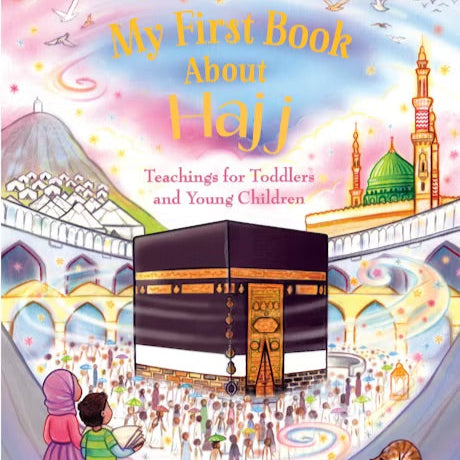 My First Book
About
Hajj
Teachings for Toddlers
and Young Children